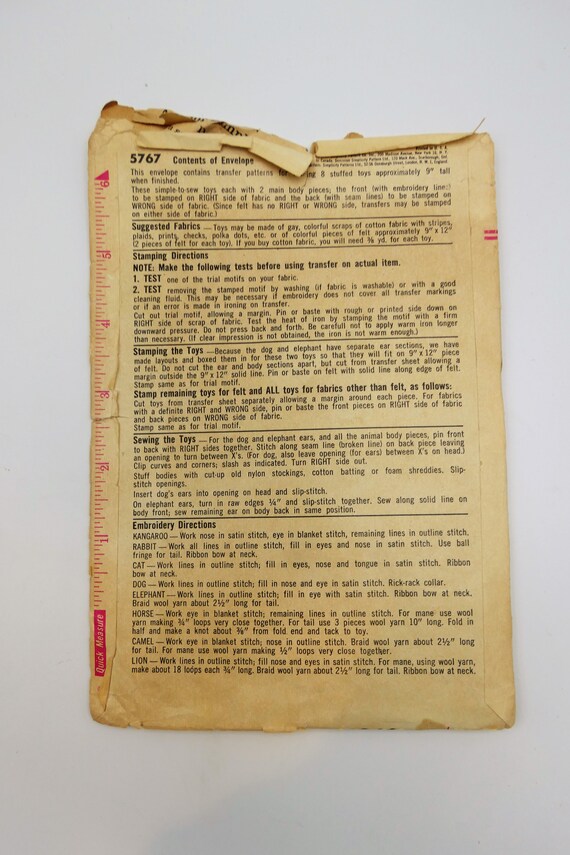 5767 Contents of Envelope
This envelope contains transfer patterns for 8 stuffed toys approximately 9" tall
when finished.
These simple-to-sew toys each with 2 main body pieces; the front (with embroidery lines)
to be stamped on RIGHT side of fabric and the back (with seam lines) to be stamped on
WRONG side of fabric. (Since felt has no RIGHT or WRONG side, transfers may be stamped
on either side of fabric.)
Suggested Fabrics — Toys may be made of gay, colorful scraps of cotton fabric with stripes,
plaids, prints, checks, polka dots, etc. or of colorful pieces of felt approximately 9" x 12"
(2 pieces of felt for each toy). If you buy cotton fabric, you will need ⅜ yd. for each toy.
Stamping Directions
NOTE: Make the following tests before using transfer on actual item.
1. TEST one of the trial motifs on your fabric.
2. TEST removing the stamped motif by washing (if fabric is washable) or with a good
cleaning fluid. This may be necessary if embroidery does not cover all transfer markings
or if an error is made in ironing on transfer.
Cut out trial motif, allowing a margin. Pin or baste with rough or printed side down on
RIGHT side of scrap of fabric. Test the heat of iron by stamping the motif with a firm
downward pressure. Do not press back and forth. Be careful not to apply warm iron longer
than necessary. (If clear impression is not obtained, the iron is not warm enough.)
Stamping the Toys — Because the dog and elephant have separate ear sections, we have
made layouts and boxed them in for these two toys so that they will fit on 9" x 12" piece
of felt. Do not cut the ear and body sections apart, but cut from transfer sheet allowing a
margin outside the 9" x 12" solid line. Pin or baste on felt with solid line along edge of felt.
Stamp same as for trial motif.
Stamp remaining toys for felt and ALL toys for fabrics other than felt, as follows:
Cut toys from transfer sheet separately allowing a margin around each piece. For fabrics
with a definite RIGHT and WRONG side, pin or baste the front pieces on RIGHT side of fabric
and back pieces on WRONG side of fabric.
Stamp same as for trial motif.
Sewing the Toys — For the dog and elephant ears, and all the animal body pieces, pin front
to back with RIGHT sides together. Stitch along seam line (broken line) on back piece leaving
an opening to turn between X's. (For dog, also leave opening (for ears) between X's on head.)
Clip curves and corners; slash as indicated. Turn RIGHT side out.
Stuff bodies with cut-up old nylon stockings, cotton batting or foam shreddies. Slip-
stitch openings.
Insert dog's ears into opening on head and slip-stitch.
On elephant ears, turn in raw edges ¼" and slip-stitch together. Sew along solid line on
body front; sew remaining ear on body back in same position.
Embroidery Directions
KANGAROO — Work nose in satin stitch, eye in blanket stitch, remaining lines in outline stitch.
RABBIT — Work all lines in outline stitch, fill in eyes and nose in satin stitch. Use ball
fringe for tail. Ribbon bow at neck.
CAT — Work lines in outline stitch; fill in eyes, nose and tongue in satin stitch. Ribbon
bow at neck.
DOG — Work lines in outline stitch; fill in nose and eye in satin stitch. Rick-rack collar.
ELEPHANT — Work lines in outline stitch; fill in eye with satin stitch. Ribbon bow at neck.
Braid wool yarn about 2½" long for tail.
HORSE — Work eye in blanket stitch; remaining lines in outline stitch. For mane use wool
yarn making ¾" loops very close together. For tail use 3 pieces wool yarn 10" long. Fold in
half and make a knot about ⅜" from fold end and tack to toy.
CAMEL — Work eye in blanket stitch; nose in outline stitch. Braid wool yarn about 2½" long
for tail. For mane use wool yarn making ½" loops very close together.
LION — Work lines in outline stitch; fill nose and eyes in satin stitch. For mane, using wool yarn,
make about 18 loops each ¾" long. Braid wool yarn about 2½" long for tail. Ribbon bow at neck.
6
5
4
3
2
1
Quick Measure